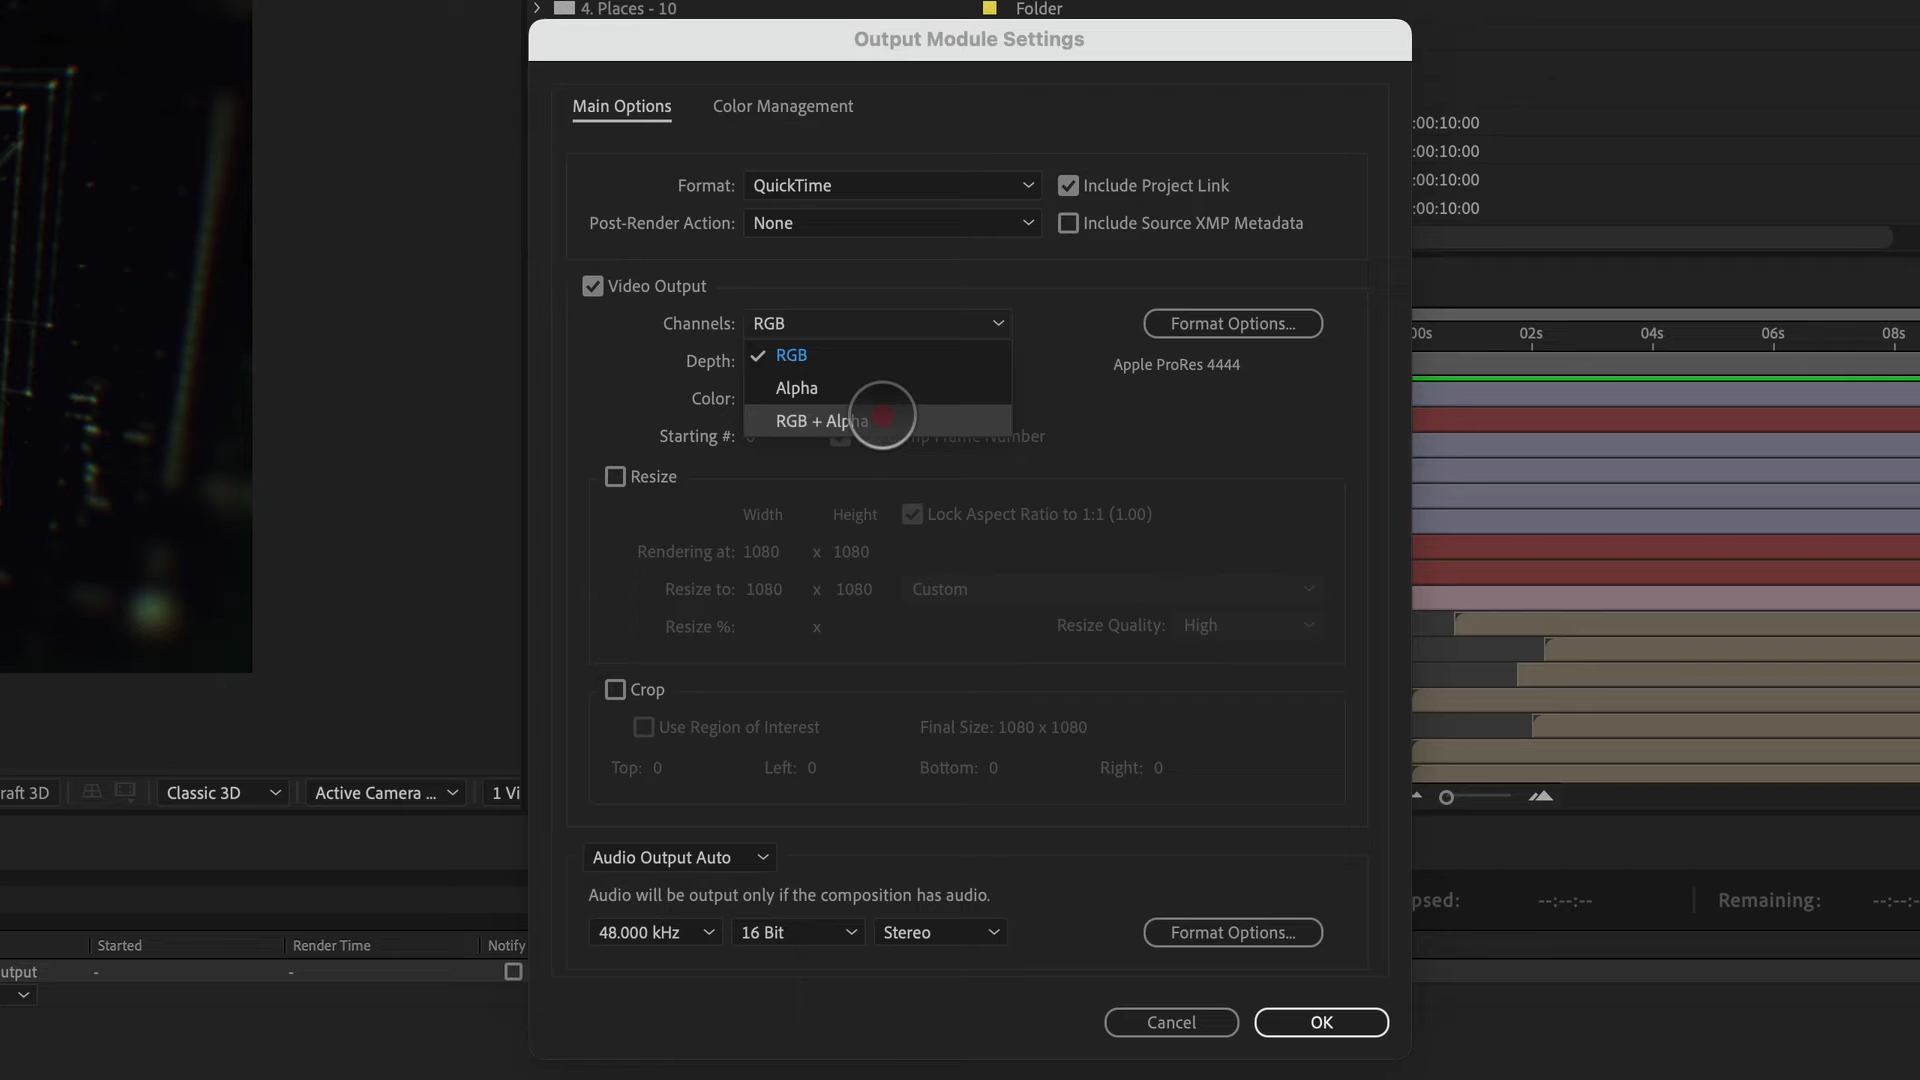 4. Places - 10
Folder
Output Module Settings
Main Options
Color Management
:00:10:00
:00:10:00
:00:10:00
:00:10:00
Format:
QuickTime
Include Project Link
Post-Render Action:
None
Include Source XMP Metadata
Video Output
Channels:
RGB
Format Options...
RGB
Depth:
Apple ProRes 4444
Alpha
Color:
RGB + Alpha
Starting #:
Frame Number
00s
02s
04s
06s
08s
Resize
Width
Height
Lock Aspect Ratio to 1:1 (1.00)
Rendering at:
1080
x
1080
Resize to:
1080
x
1080
Custom
Resize %:
x
Resize Quality:
High
Crop
Use Region of Interest
Final Size: 1080 x 1080
Top: 0
Left: 0
Bottom: 0
Right: 0
raft 3D
Classic 3D
Active Camera ...
1 Vi
Audio Output Auto
Audio will be output only if the composition has audio.
48.000 kHz
16 Bit
Stereo
Format Options...
psed:
--:--:--
Remaining:
--:--:-
Started
Render Time
Notify
utput
-
-
Cancel
OK